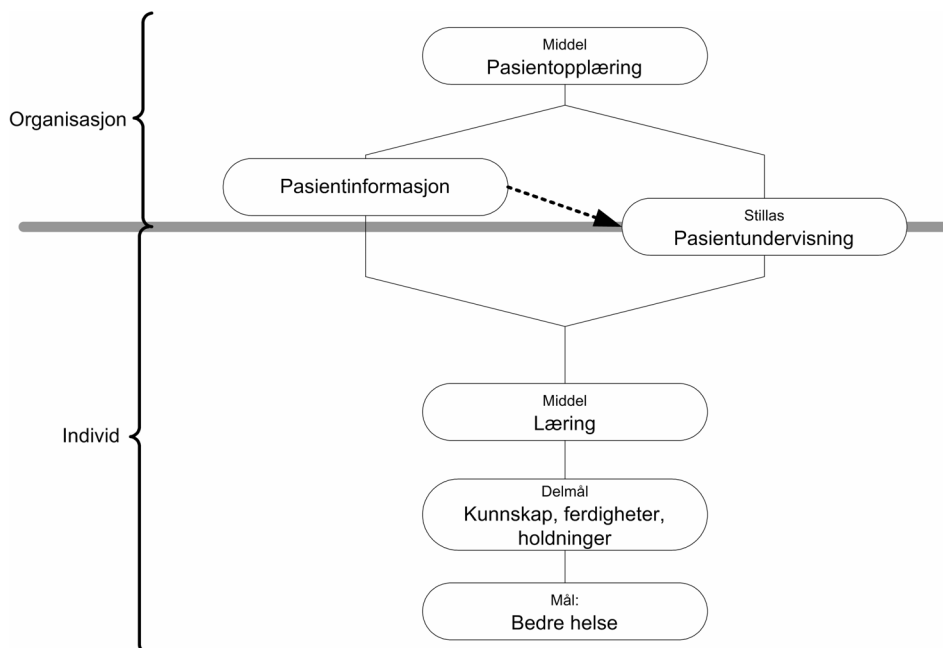 Middel
Pasientopplæring
Organisasjon
Pasientinformasjon
Stillas
Pasientundervisning
Middel
Læring
Individ
Delmål
Kunnskap, ferdigheter,
holdninger
Mål:
Bedre helse